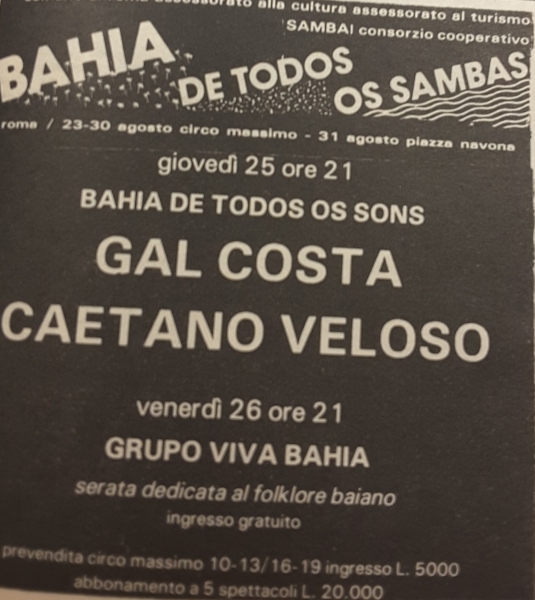 alla cultura assessorato al turismo
SAMBA! consorzio cooperativo
BAHIA
DE TODOS
OS SAMBAS
roma / 23-30 agosto circo massimo - 31 agosto piazza navona
giovedì 25 ore 21
BAHIA DE TODOS OS SONS
GAL COSTA
CAETANO VELOSO
venerdì 26 ore 21
GRUPO VIVA BAHIA
serata dedicata al folklore baiano
ingresso gratuito
prevendita circo massimo 10-13/16-19 ingresso L. 5000
abbonamento a 5 spettacoli L. 20.000